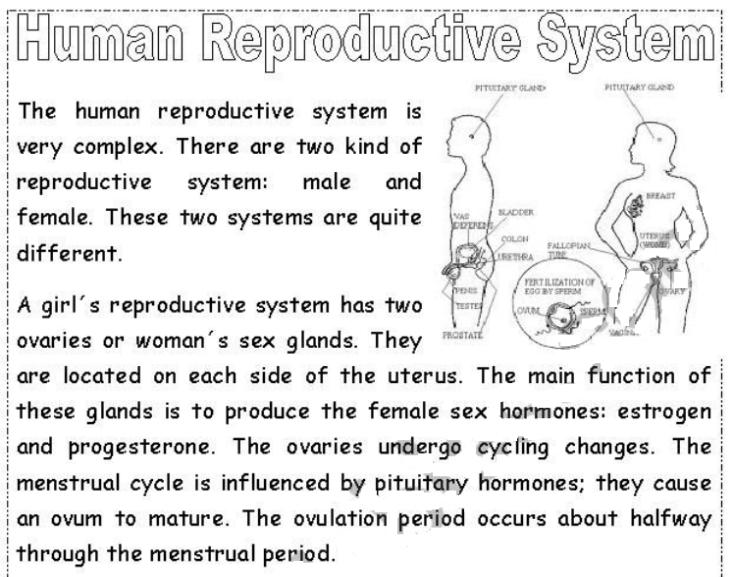 Human Reproductive System
The human reproductive system is
very complex. There are two kind of
reproductive system: male and
female. These two systems are quite
different.
A girl´s reproductive system has two
ovaries or woman´s sex glands. They
are located on each side of the uterus. The main function of
these glands is to produce the female sex hormones: estrogen
and progesterone. The ovaries undergo cycling changes. The
menstrual cycle is influenced by pituitary hormones; they cause
an ovum to mature. The ovulation period occurs about halfway
through the menstrual period.
PITUITARY GLAND
VAS
DEFERENS
BLADDER
COLON
URETHRA
PENIS
TESTES
PROSTATE
PITUITARY GLAND
BREAST
UTERUS
(WOMB)
FALLOPIAN
TUBE
OVARY
FERTILIZATION OF
EGG BY SPERM
OVUM
SPERM